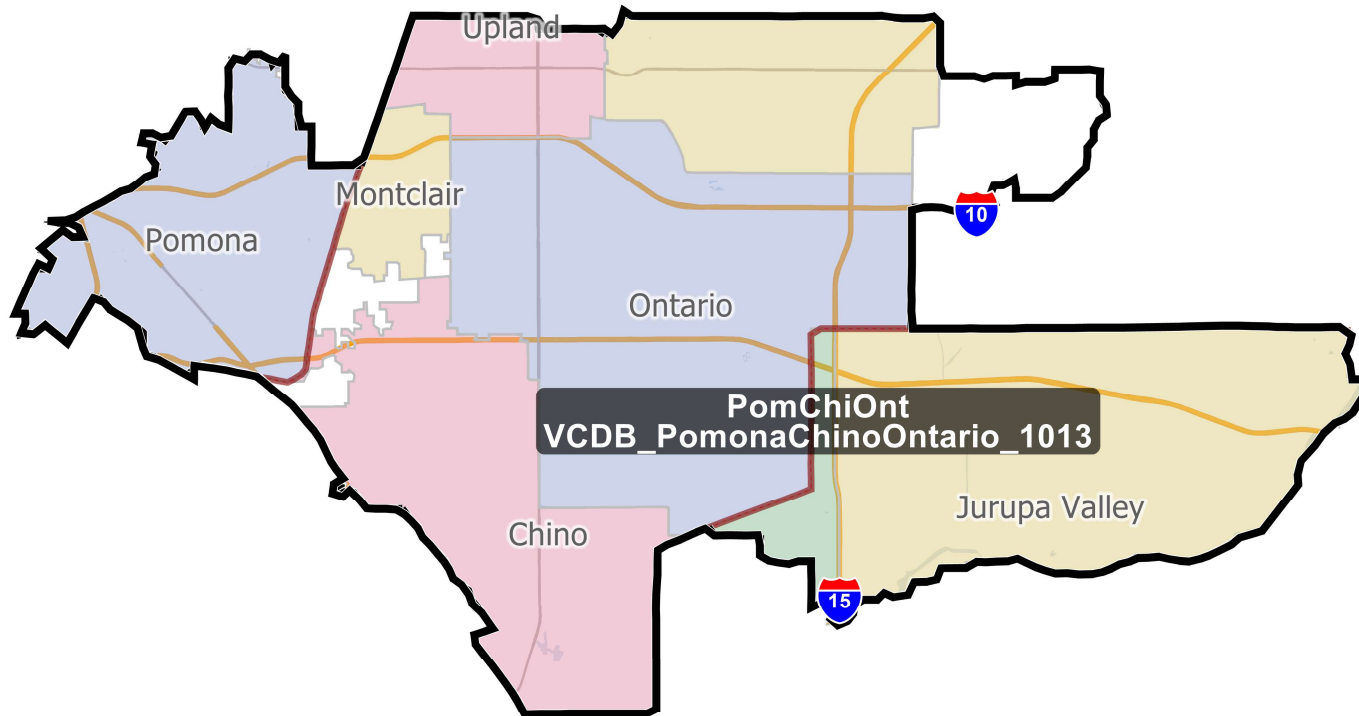 Upland
Montclair
10
Pomona
Ontario
PomChiOnt
VCDB_PomonaChinoOntario_1013
Jurupa Valley
Chino
15